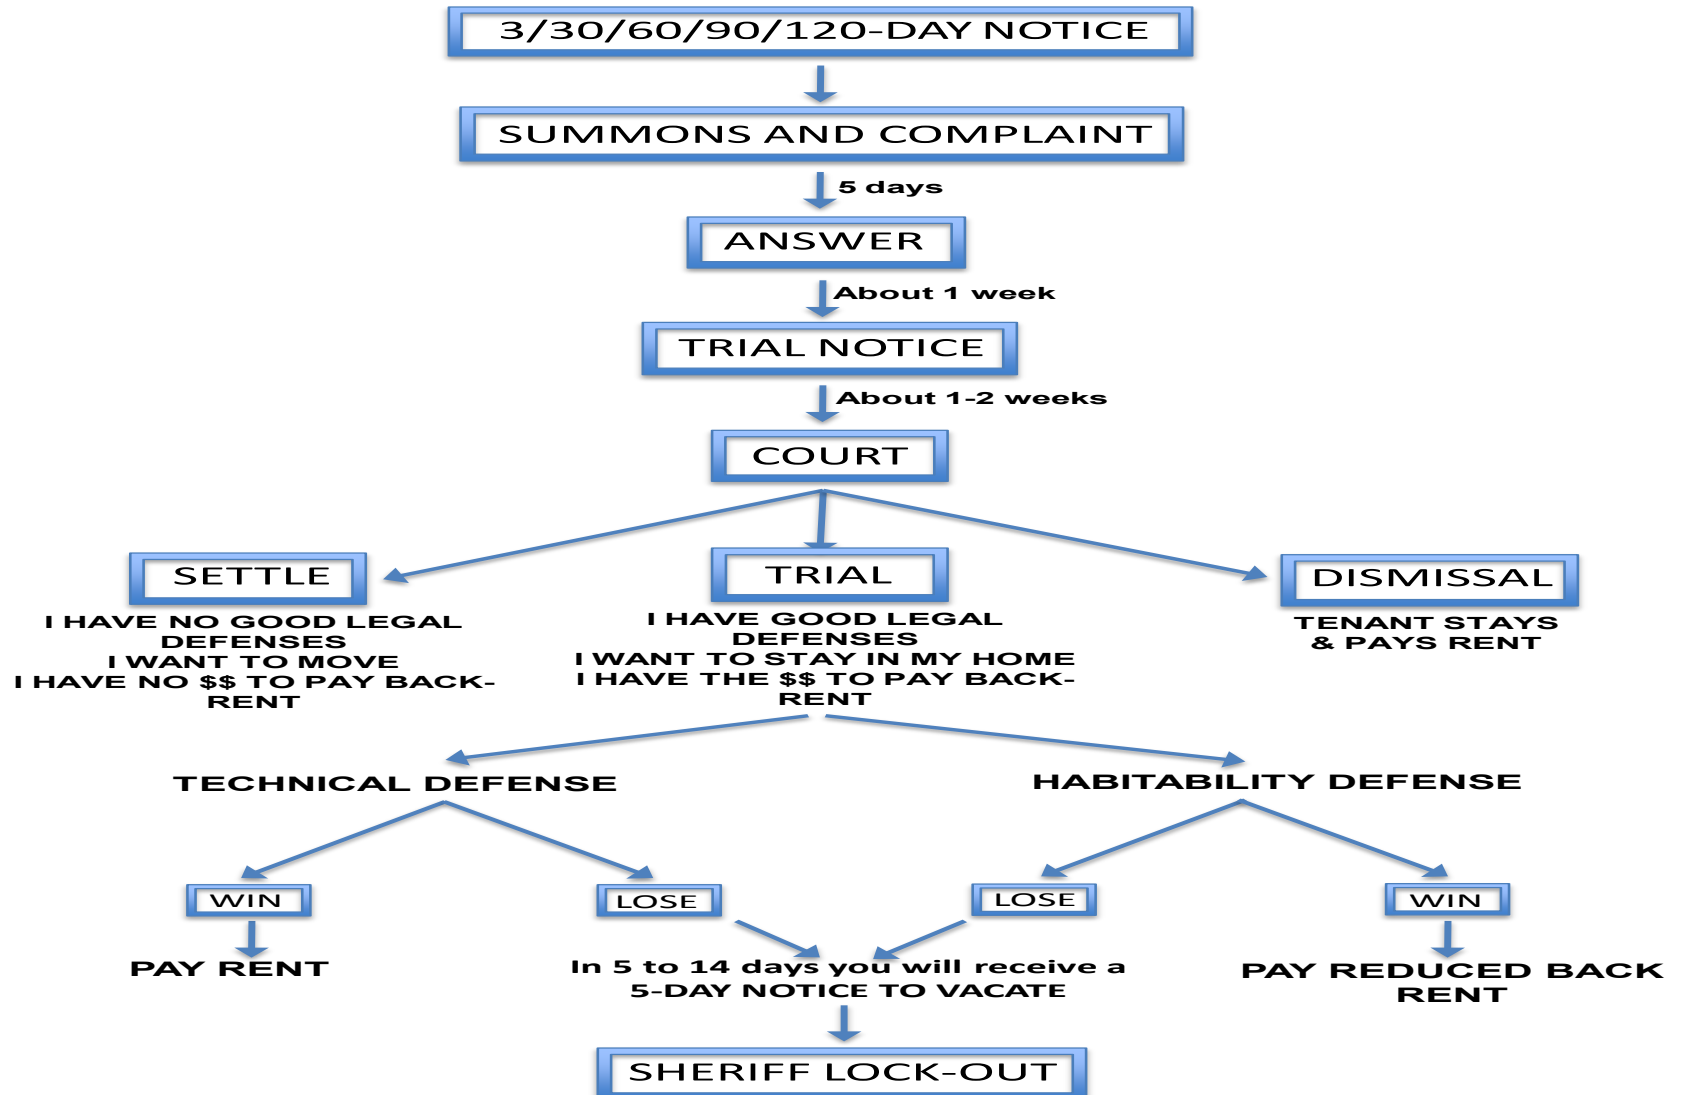 3/30/60/90/120-DAY NOTICE
SUMMONS AND COMPLAINT
5 days
ANSWER
About 1 week
TRIAL NOTICE
About 1-2 weeks
COURT
SETTLE
I HAVE NO GOOD LEGAL
DEFENSES
I WANT TO MOVE
I HAVE NO $$ TO PAY BACK-
RENT
TRIAL
I HAVE GOOD LEGAL
DEFENSES
I WANT TO STAY IN MY HOME
I HAVE THE $$ TO PAY BACK-
RENT
DISMISSAL
TENANT STAYS
& PAYS RENT
TECHNICAL DEFENSE
HABITABILITY DEFENSE
WIN
LOSE
LOSE
WIN
PAY RENT
In 5 to 14 days you will receive a
5-DAY NOTICE TO VACATE
PAY REDUCED BACK
RENT
SHERIFF LOCK-OUT